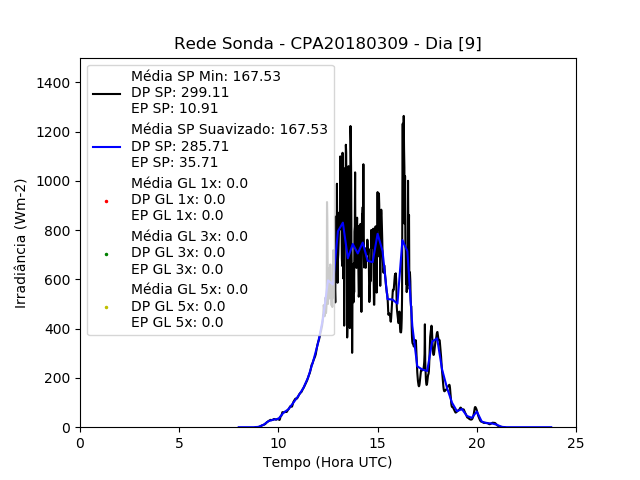 Rede Sonda - CPA20180309 - Dia [9]
Média SP Min: 167.53
DP SP: 299.11
EP SP: 10.91
Média SP Suavizado: 167.53
DP SP: 285.71
EP SP: 35.71
Média GL 1x: 0.0
DP GL 1x: 0.0
EP GL 1x: 0.0
Média GL 3x: 0.0
DP GL 3x: 0.0
EP GL 3x: 0.0
Média GL 5x: 0.0
DP GL 5x: 0.0
EP GL 5x: 0.0
Irradiância (Wm-2)
1400
1200
1000
800
600
400
200
0
0 5 10 15 20 25
Tempo (Hora UTC)